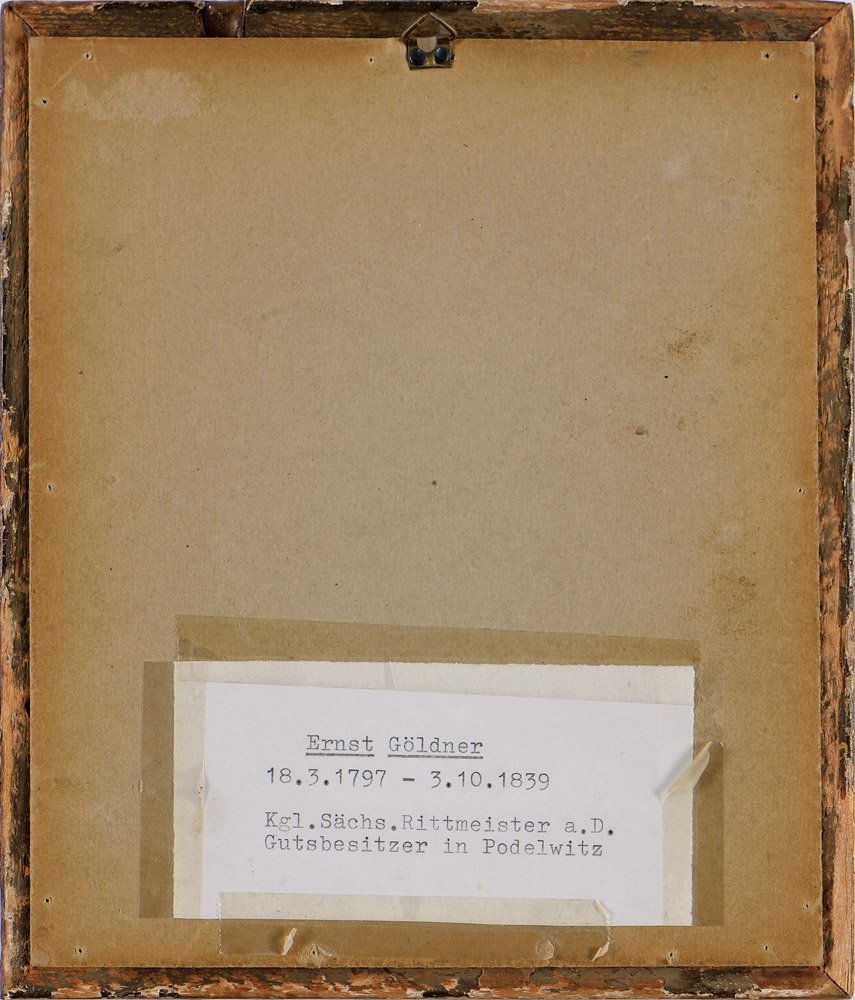 Ernst Göldner
18.3.1797 - 3.10.1839
Kgl.Sächs.Rittmeister a.D.
Gutsbesitzer in Podelwitz